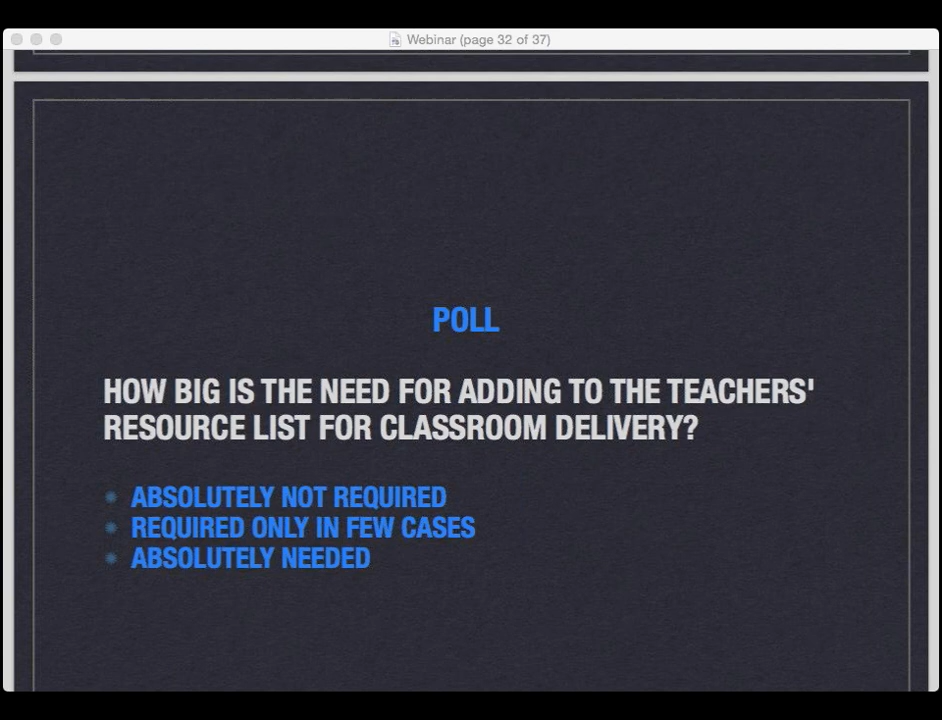 Webinar (page 32 of 37)
POLL
HOW BIG IS THE NEED FOR ADDING TO THE TEACHERS'
RESOURCE LIST FOR CLASSROOM DELIVERY?
ABSOLUTELY NOT REQUIRED
REQUIRED ONLY IN FEW CASES
ABSOLUTELY NEEDED